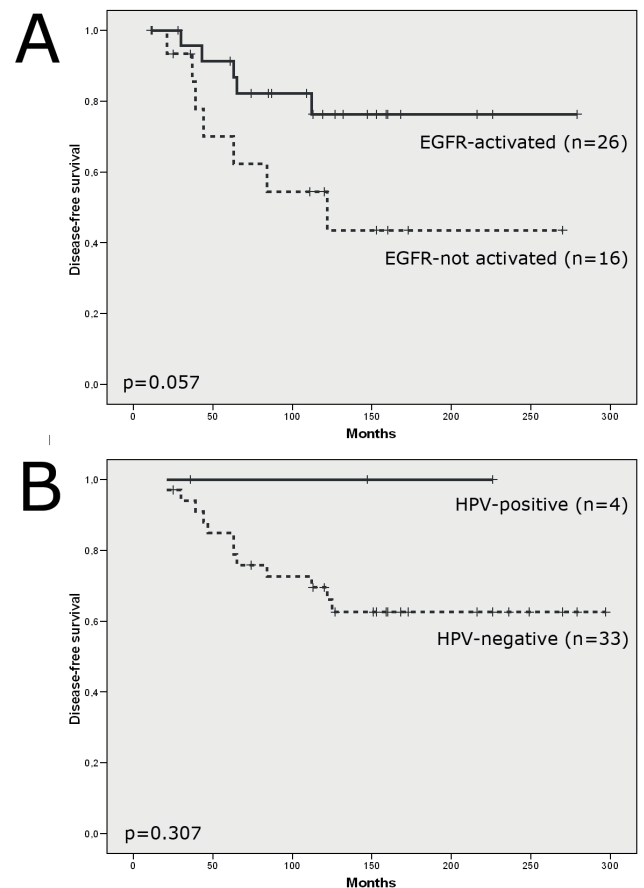 A
Disease-free survival
1,0
0,8
0,6
0,4
0,2
0,0
EGFR-activated (n=26)
EGFR-not activated (n=16)
p=0.057
0 50 100 150 200 250 300
Months
B
Disease-free survival
1,0
0,8
0,6
0,4
0,2
0,0
HPV-positive (n=4)
HPV-negative (n=33)
p=0.307
0 50 100 150 200 250 300
Months